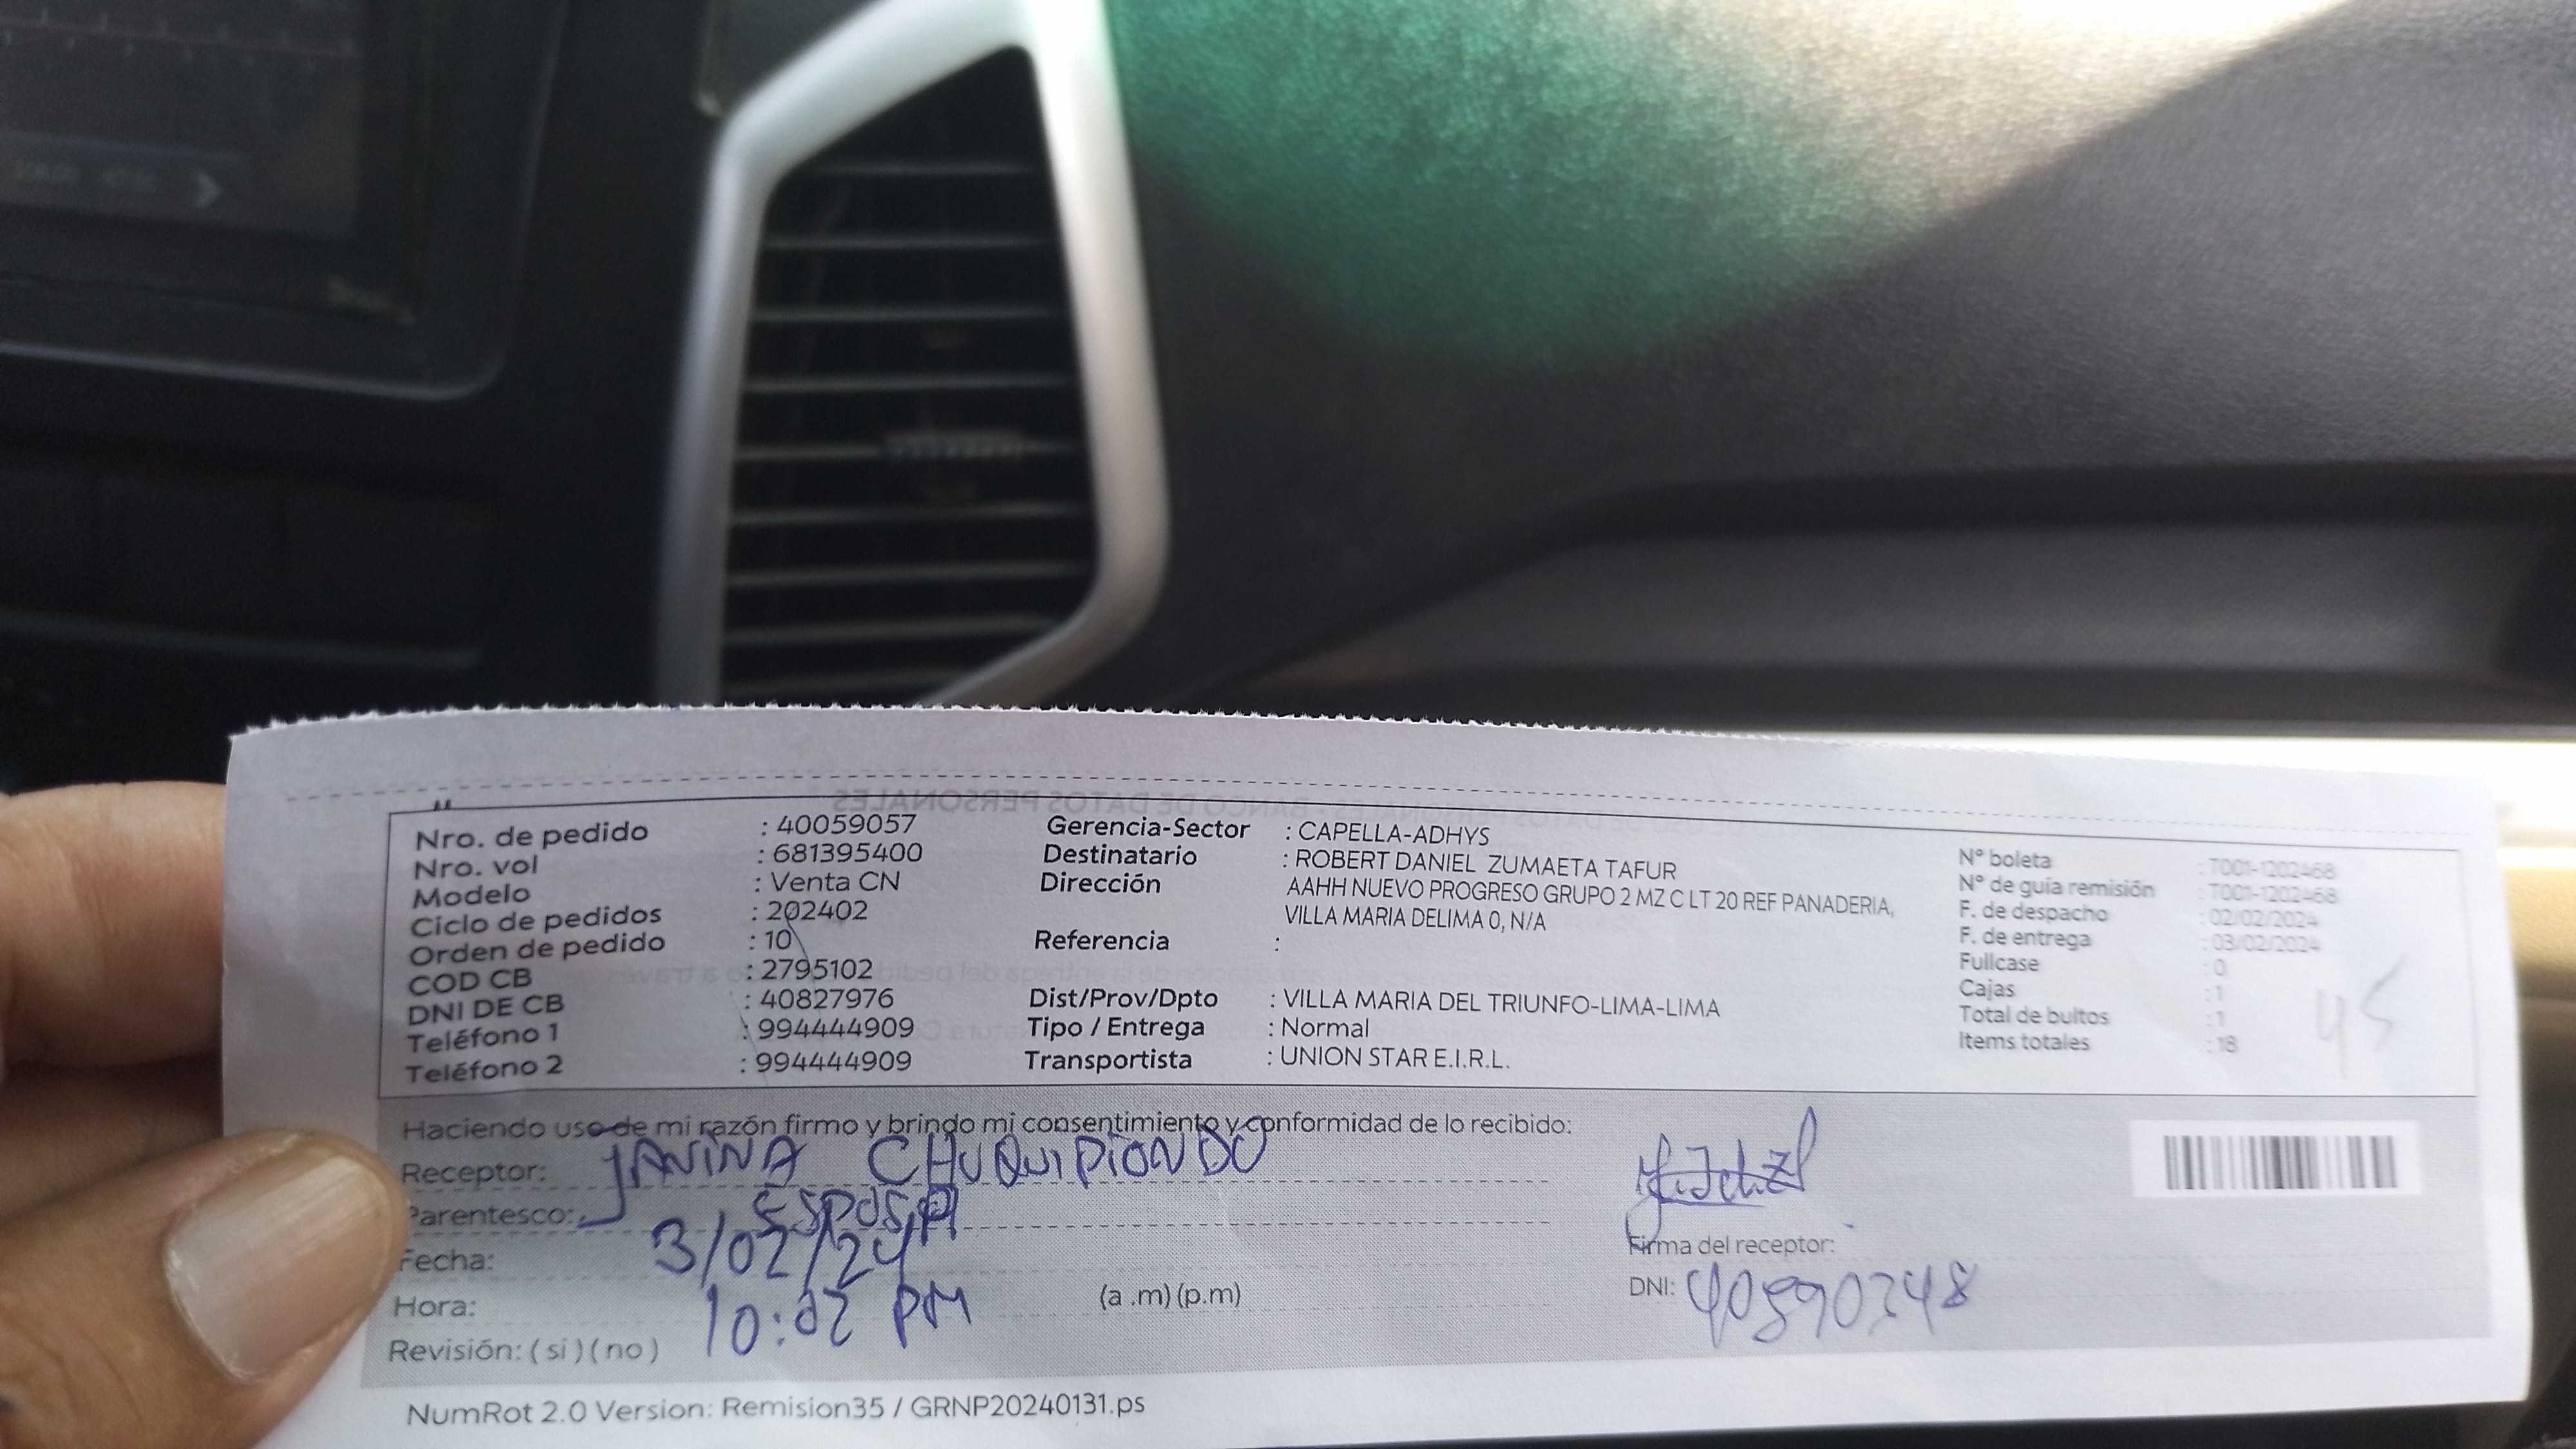 Nro. de pedido : 40059057
Nro. vol : 681395400
Modelo : Venta CN
Ciclo de pedidos : 202402
Orden de pedido : 10
COD CB : 2795102
DNI DE CB : 40827976
Teléfono 1 : 994444909
Teléfono 2 : 994444909
Gerencia-Sector : CAPELLA-ADHYS
Destinatario : ROBERT DANIEL ZUMAETA TAFUR
Dirección AAHH NUEVO PROGRESO GRUPO 2 MZ C LT 20 REF PANADERIA,
VILLA MARIA DELIMA 0, N/A
Referencia :
Dist/Prov/Dpto : VILLA MARIA DEL TRIUNFO-LIMA-LIMA
Tipo / Entrega : Normal
Transportista : UNION STAR E.I.R.L.
N° boleta : T001-1202468
N° de guía remisión : T001-1202468
F. de despacho : 02/02/2024
F. de entrega : 03/02/2024
Fullcase : 0
Cajas : 1
Total de bultos : 1
Items totales : 18
45
Haciendo uso de mi razón firmo y brindo mi consentimiento y conformidad de lo recibido:
Receptor: JANINA CHUQUIPIONDO
Parentesco: ESPOSA
Fecha: 3/02/24
Hora: 10:02 PM (a .m) (p.m)
Revisión: ( si ) ( no )
Firma del receptor:
DNI: 40890348
NumRot 2.0 Version: Remision35 / GRNP20240131.ps